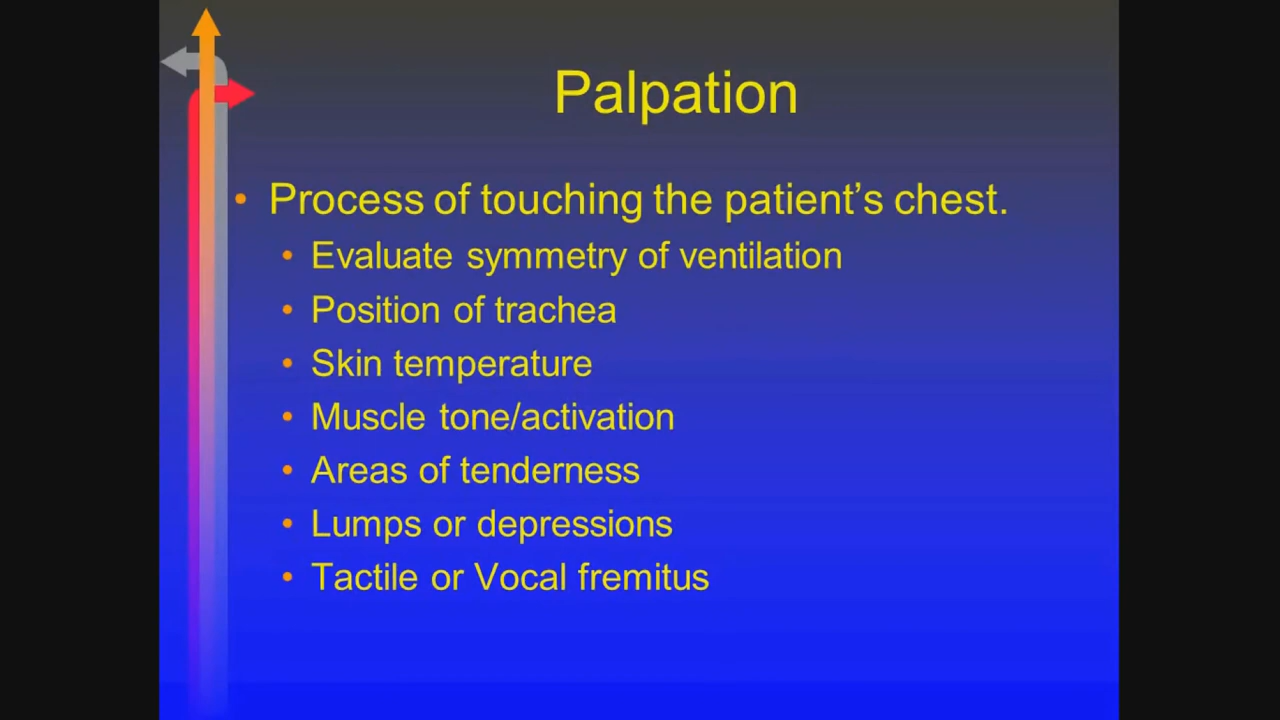 Palpation
• Process of touching the patient’s chest.
• Evaluate symmetry of ventilation
• Position of trachea
• Skin temperature
• Muscle tone/activation
• Areas of tenderness
• Lumps or depressions
• Tactile or Vocal fremitus